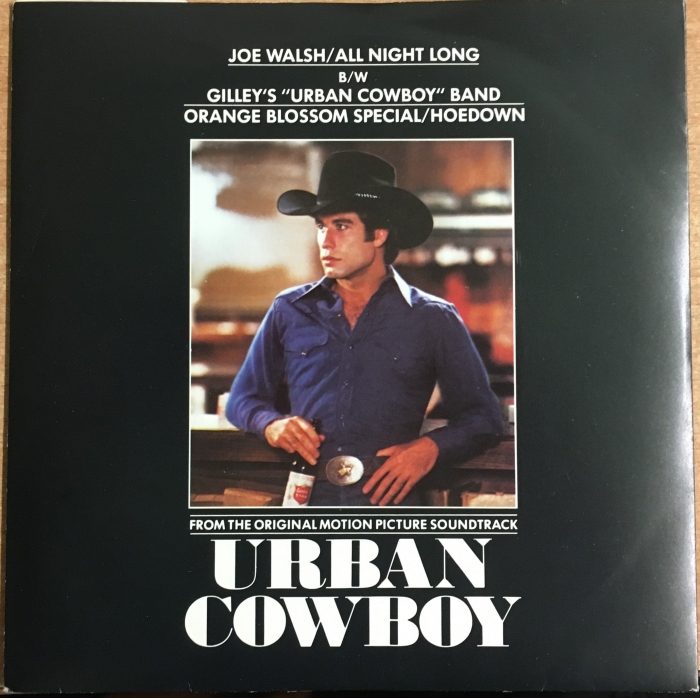 JOE WALSH/ALL NIGHT LONG
B/W
GILLEY'S "URBAN COWBOY" BAND
ORANGE BLOSSOM SPECIAL/HOEDOWN
FROM THE ORIGINAL MOTION PICTURE SOUNDTRACK
URBAN
COWBOY